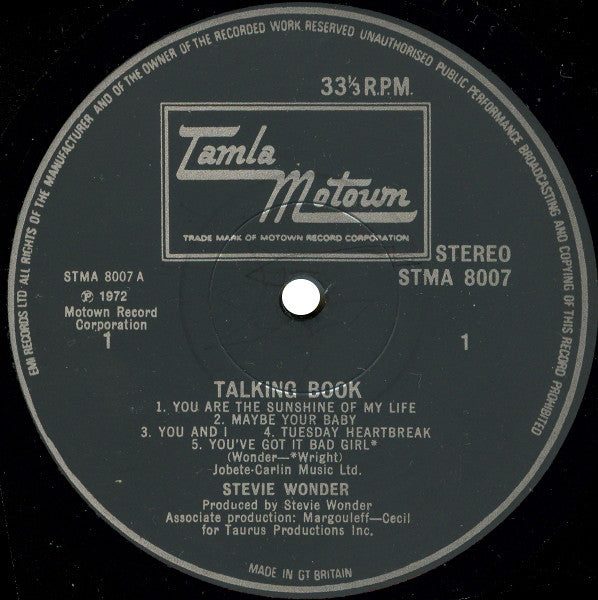 EMI RECORDS LTD ALL RIGHTS OF THE MANUFACTURER AND OF THE OWNER OF THE RECORDED WORK RESERVED UNAUTHORISED PUBLIC PERFORMANCE BROADCASTING AND COPYING OF THIS RECORD PROHIBITED
33⅓ R.P.M.
Tamla
Motown
TRADE MARK OF MOTOWN RECORD CORPORATION
STEREO
STMA 8007
STMA 8007 A
℗ 1972
Motown Record
Corporation
1
1
TALKING BOOK
1. YOU ARE THE SUNSHINE OF MY LIFE
2. MAYBE YOUR BABY
3. YOU AND I 4. TUESDAY HEARTBREAK
5. YOU'VE GOT IT BAD GIRL*
(Wonder—*Wright)
Jobete-Carlin Music Ltd.
STEVIE WONDER
Produced by Stevie Wonder
Associate production: Margouleff—Cecil
for Taurus Productions Inc.
MADE IN GT BRITAIN